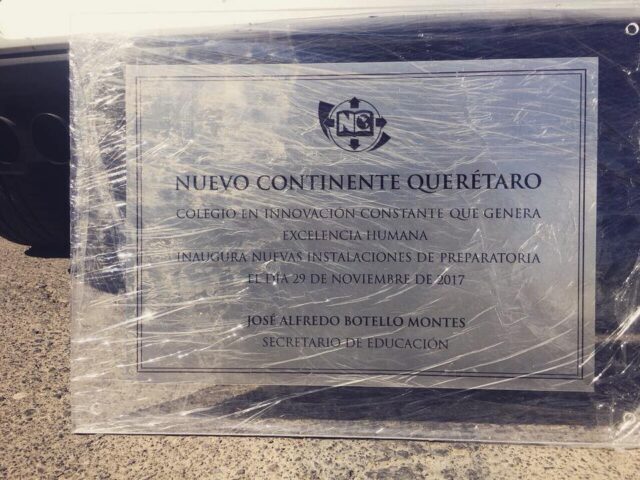 NC
NUEVO CONTINENTE QUERÉTARO
COLEGIO EN INNOVACIÓN CONSTANTE QUE GENERA
EXCELENCIA HUMANA
INAUGURA NUEVAS INSTALACIONES DE PREPARATORIA
EL DÍA 29 DE NOVIEMBRE DE 2017
JOSÉ ALFREDO BOTELLO MONTES
SECRETARIO DE EDUCACIÓN